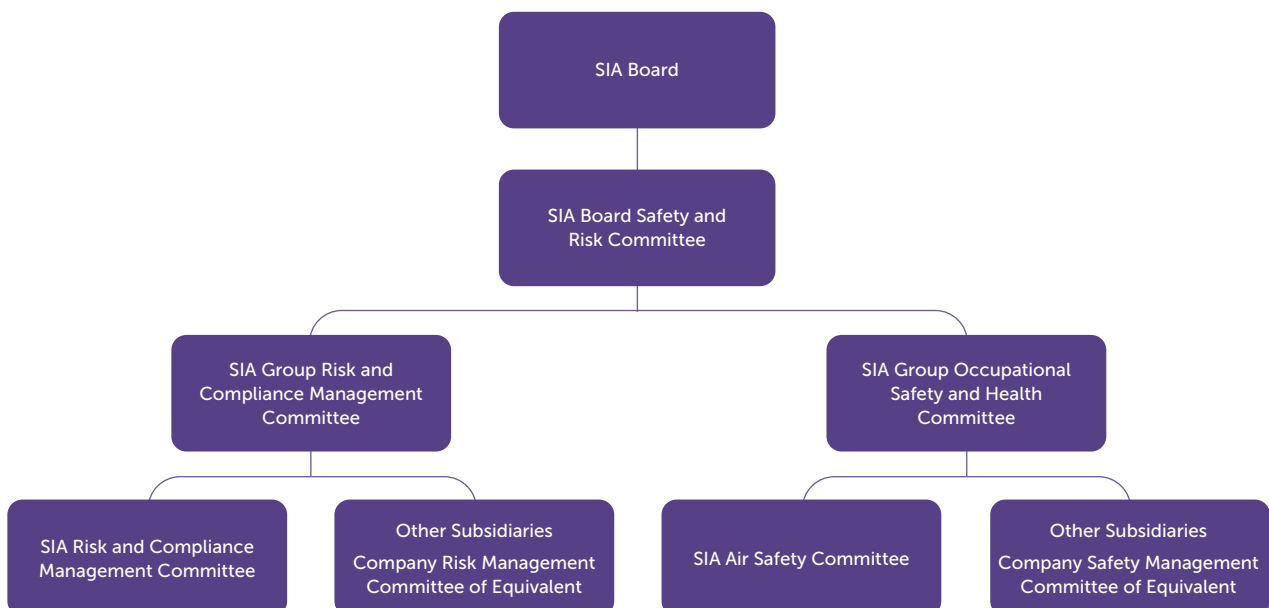 SIA Board
SIA Board Safety and
Risk Committee
SIA Group Risk and
Compliance Management
Committee
SIA Group Occupational
Safety and Health
Committee
SIA Risk and Compliance
Management Committee
Other Subsidiaries
Company Risk Management
Committee of Equivalent
SIA Air Safety Committee
Other Subsidiaries
Company Safety Management
Committee of Equivalent